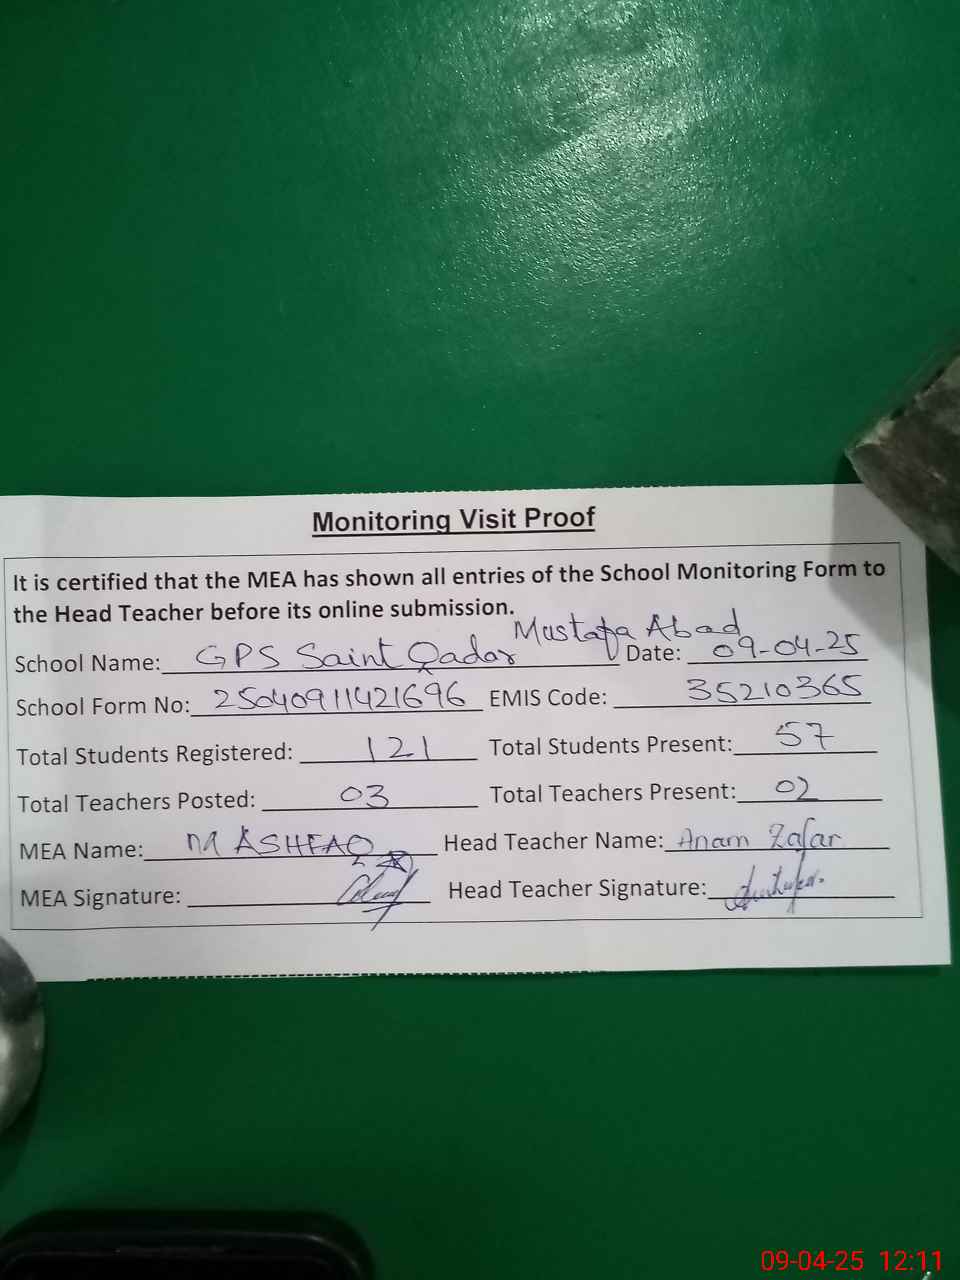 Monitoring Visit Proof
It is certified that the MEA has shown all entries of the School Monitoring Form to
the Head Teacher before its online submission.
School Name: GPS Saint Qadar Mustafa Abad Date: 09-04-25
School Form No: 25040911421696 EMIS Code: 35210365
Total Students Registered: 121 Total Students Present: 57
Total Teachers Posted: 03 Total Teachers Present: 02
MEA Name: M ASHFAQ Head Teacher Name: Anam Zafar
MEA Signature: Head Teacher Signature:
09-04-25 12:11